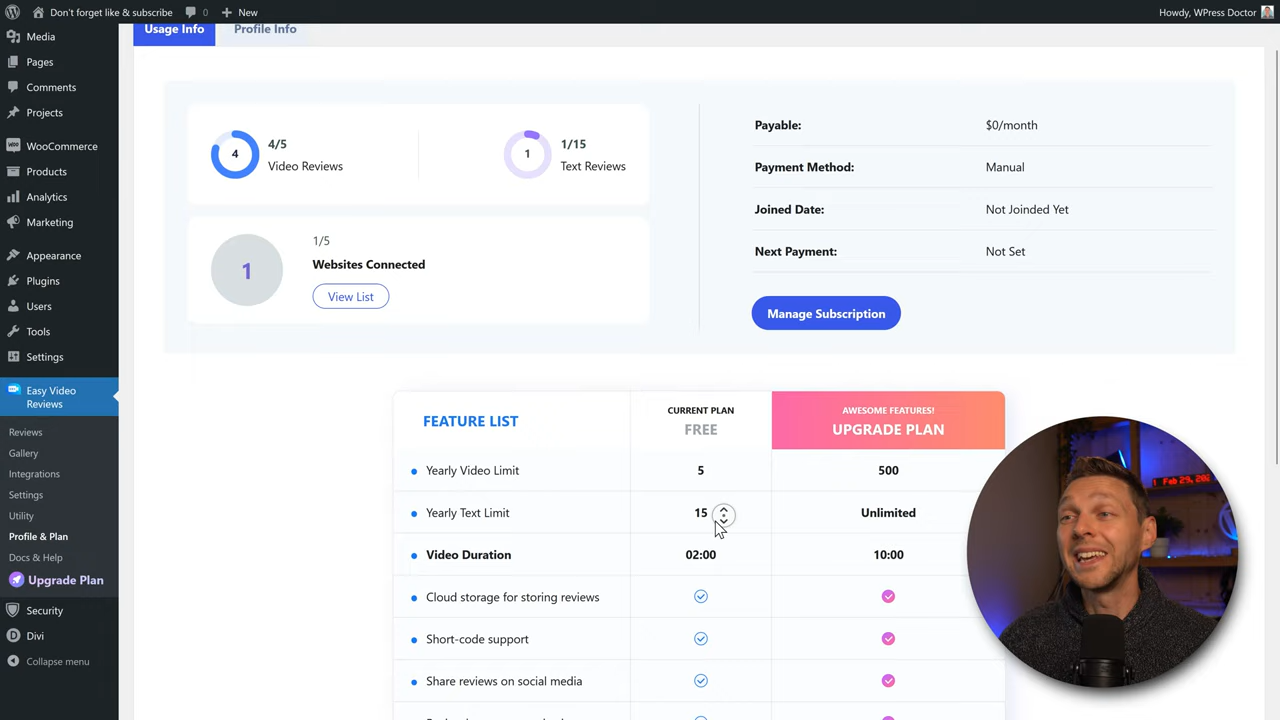 Don't forget like & subscribe
0
New
Howdy, WPress Doctor
Media
Pages
Comments
Projects
WooCommerce
Products
Analytics
Marketing
Appearance
Plugins
Users
Tools
Settings
Easy Video
Reviews
Reviews
Gallery
Integrations
Settings
Utility
Profile & Plan
Docs & Help
Upgrade Plan
Security
Divi
Collapse menu
Usage Info
Profile Info
4
4/5
Video Reviews
1
1/15
Text Reviews
1
1/5
Websites Connected
View List
Payable:
$0/month
Payment Method:
Manual
Joined Date:
Not Joinded Yet
Next Payment:
Not Set
Manage Subscription
FEATURE LIST
CURRENT PLAN
FREE
AWESOME FEATURES!
UPGRADE PLAN
Yearly Video Limit
5
500
Yearly Text Limit
15
Unlimited
Video Duration
02:00
10:00
Cloud storage for storing reviews
Short-code support
Share reviews on social media